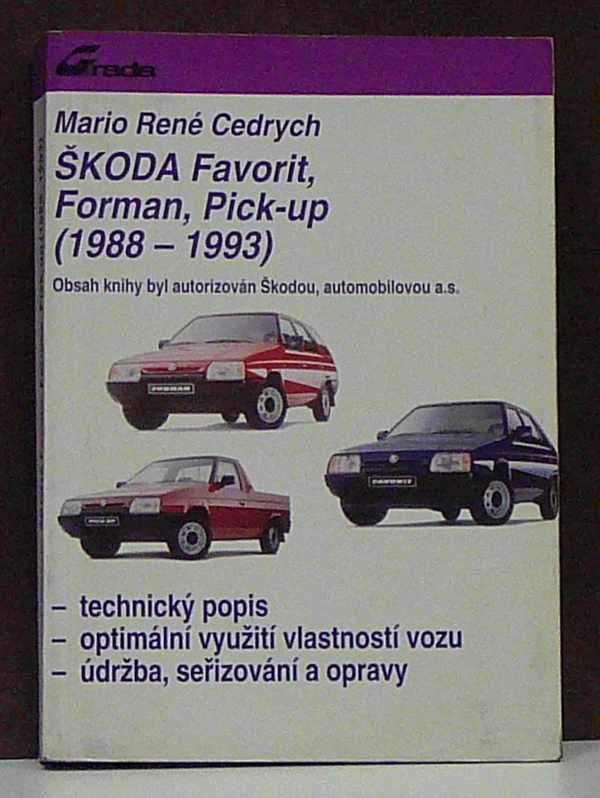 Grada
Mario René Cedrych
ŠKODA Favorit,
Forman, Pick-up
(1988 – 1993)
Obsah knihy byl autorizován Škodou, automobilovou a.s.
FORMAN
FAVORIT
PICK-UP
– technický popis
– optimální využití vlastností vozu
– údržba, seřizování a opravy